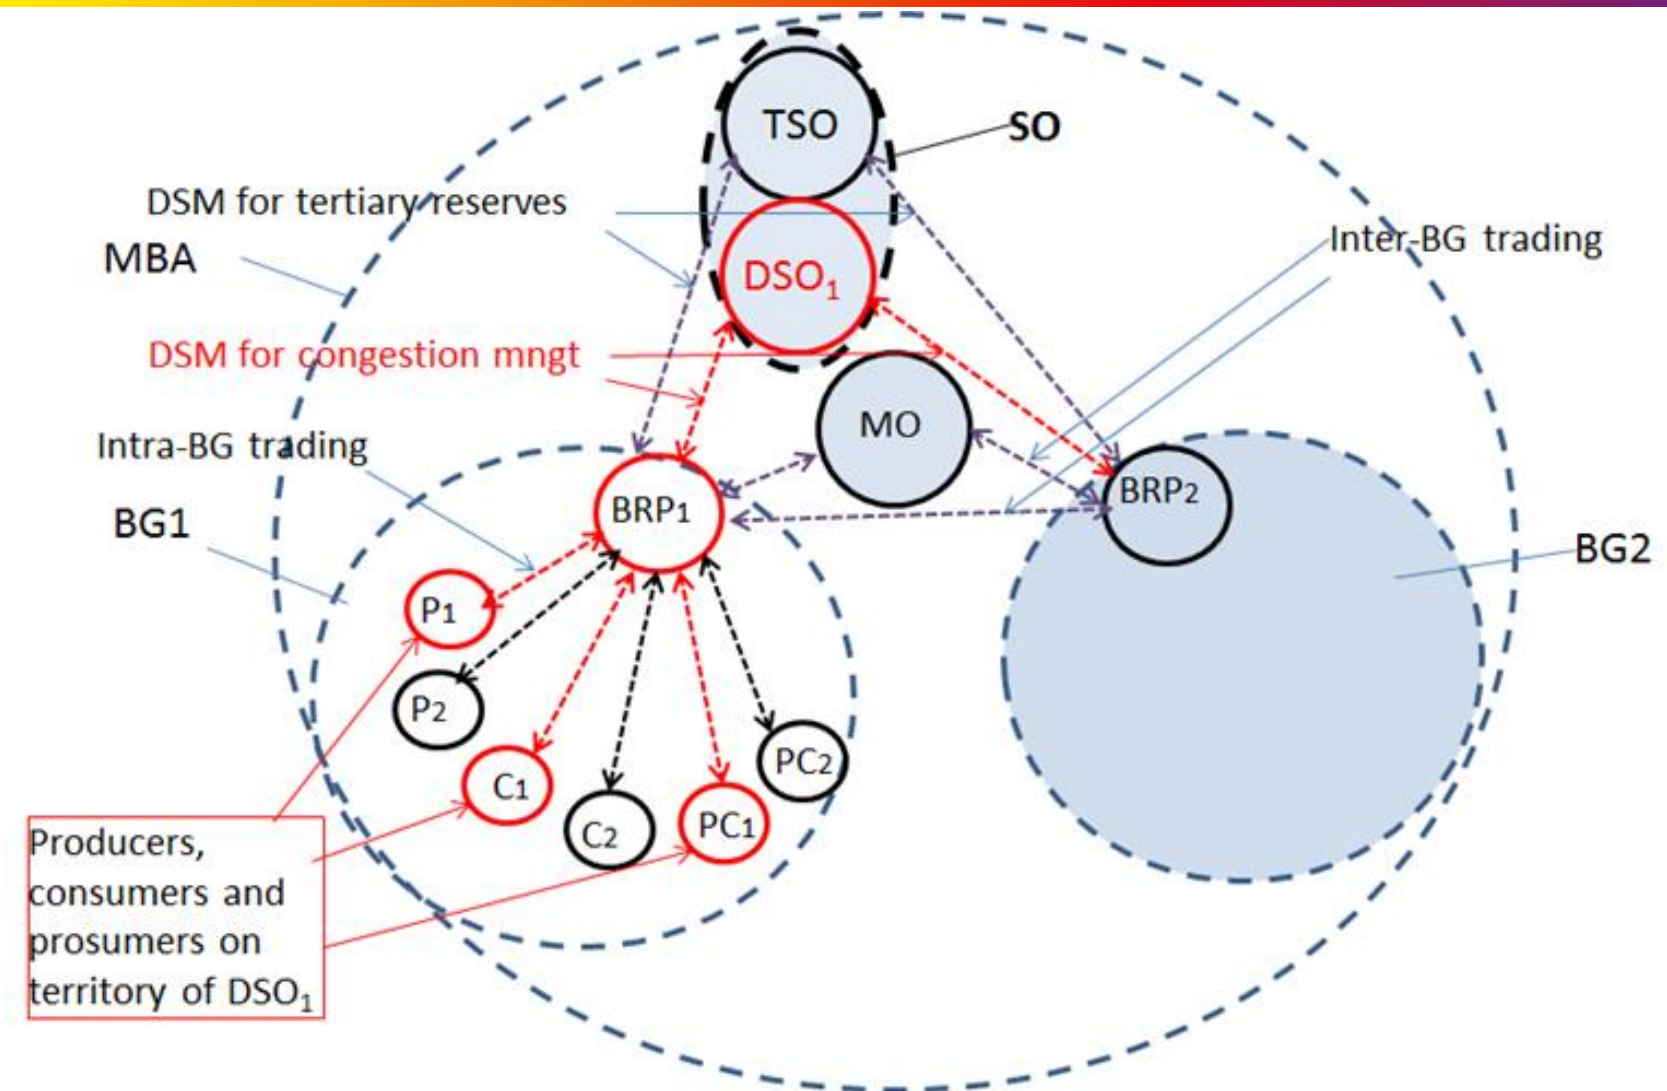 TSO
SO
DSM for tertiary reserves
Inter-BG trading
MBA
DSO1
DSM for congestion mngt
MO
Intra-BG trading
BRP1
BRP2
BG1
BG2
P1
P2
PC2
C1
C2
PC1
Producers,
consumers and
prosumers on
territory of DSO1